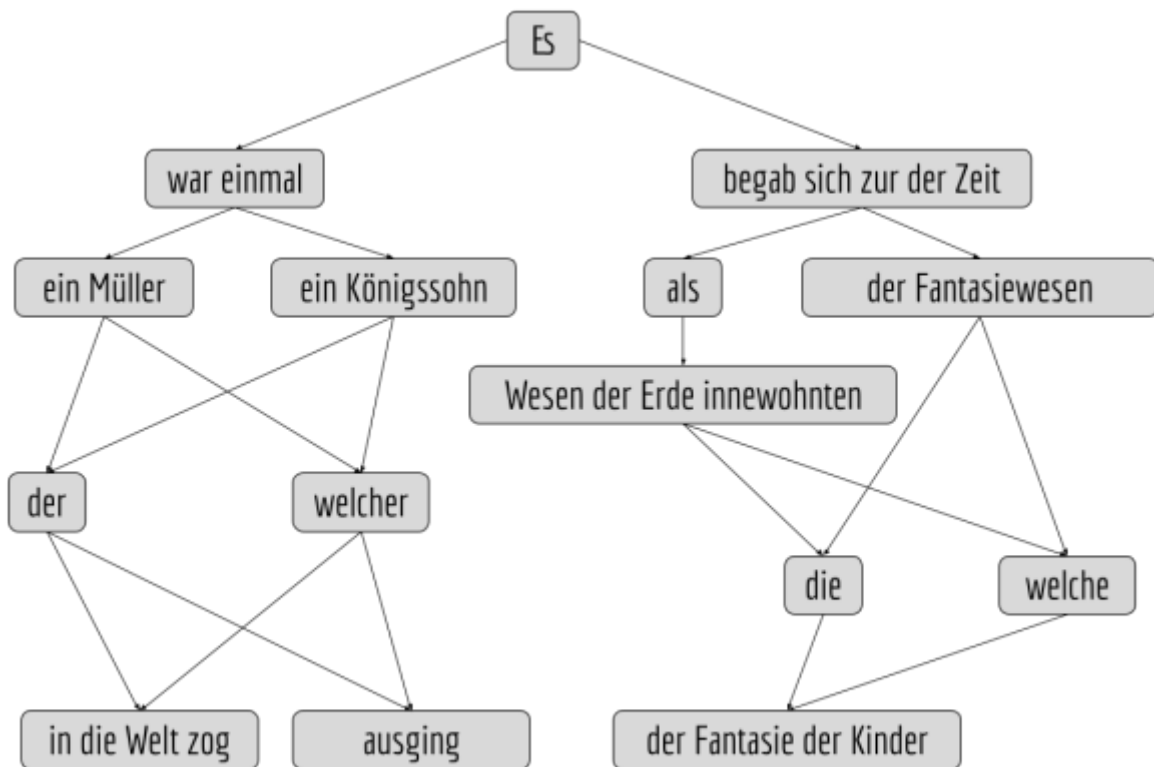 Es
war einmal
begab sich zur der Zeit
ein Müller
ein Königssohn
als
der Fantasiewesen
Wesen der Erde innewohnten
der
welcher
die
welche
in die Welt zog
ausging
der Fantasie der Kinder